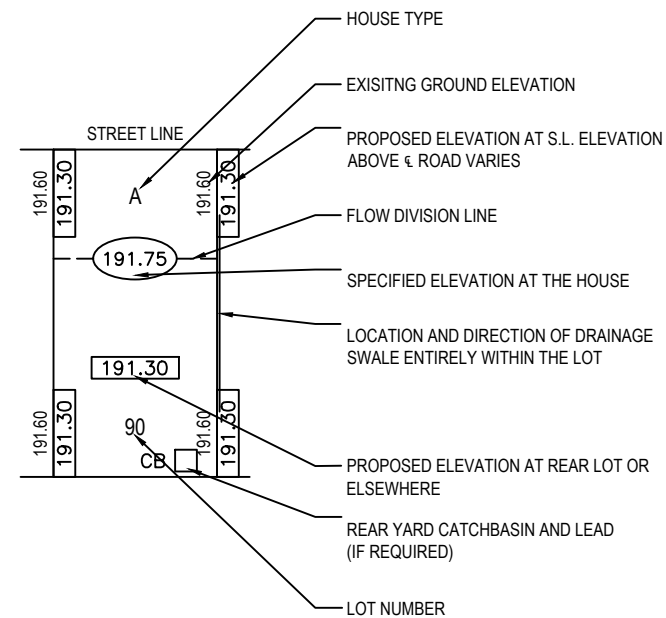 HOUSE TYPE
EXISITNG GROUND ELEVATION
STREET LINE
PROPOSED ELEVATION AT S.L. ELEVATION
ABOVE ℄ ROAD VARIES
191.60
191.30
A
191.60
191.30
FLOW DIVISION LINE
191.75
SPECIFIED ELEVATION AT THE HOUSE
LOCATION AND DIRECTION OF DRAINAGE
SWALE ENTIRELY WITHIN THE LOT
191.30
191.60
191.30
90
191.60
191.30
CB
PROPOSED ELEVATION AT REAR LOT OR
ELSEWHERE
REAR YARD CATCHBASIN AND LEAD
(IF REQUIRED)
LOT NUMBER